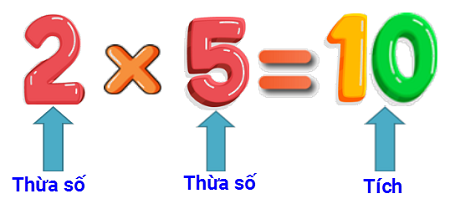 2 × 5 = 10
Thừa số Thừa số Tích